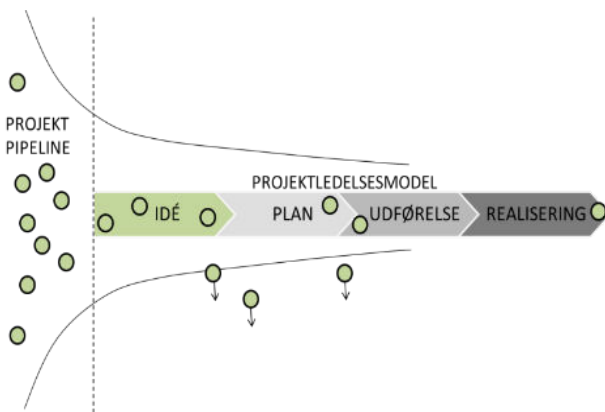 PROJEKT
PIPELINE
PROJEKTLEDELSESMODEL
IDÉ
PLAN
UDFØRELSE
REALISERING